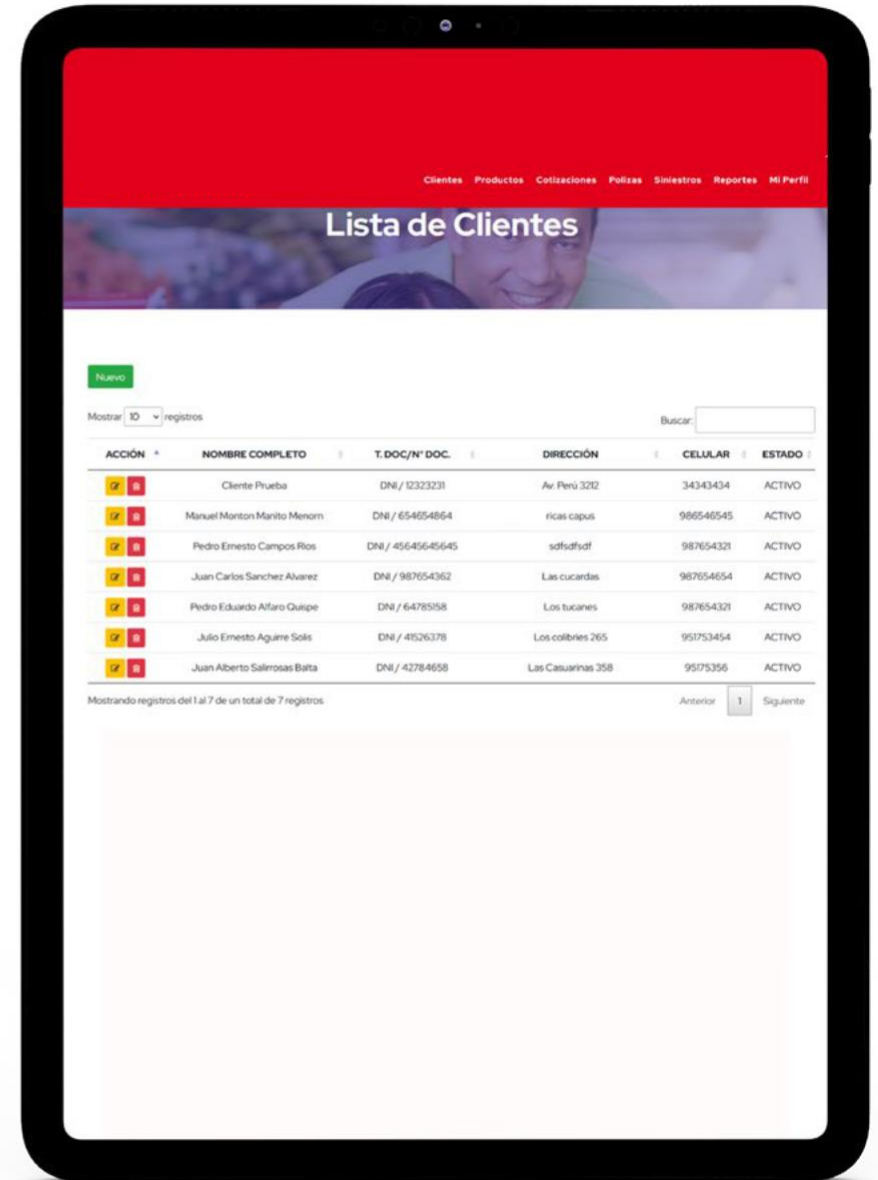 Clientes Productos Cotizaciones Polizas Siniestros Reportes Mi Perfil
Lista de Clientes
Nuevo
Mostrar 10 registros Buscar:
ACCIÓN NOMBRE COMPLETO T. DOC/N° DOC. DIRECCIÓN CELULAR ESTADO
Cliente Prueba DNI / 12323231 Av. Perú 3212 34343434 ACTIVO
Manuel Monton Manito Menorn DNI / 654654864 ricas capus 986546545 ACTIVO
Pedro Ernesto Campos Rios DNI / 45645645645 sdfsdfsdf 987654321 ACTIVO
Juan Carlos Sanchez Alvarez DNI / 987654362 Las cucardas 987654654 ACTIVO
Pedro Eduardo Alfaro Quispe DNI / 64785158 Los tucanes 987654321 ACTIVO
Julio Ernesto Aguirre Solis DNI / 41526378 Los colibries 265 951753454 ACTIVO
Juan Alberto Salirrosas Balta DNI / 42784658 Las Casuarinas 358 95175356 ACTIVO
Mostrando registros del 1 al 7 de un total de 7 registros Anterior 1 Siguiente